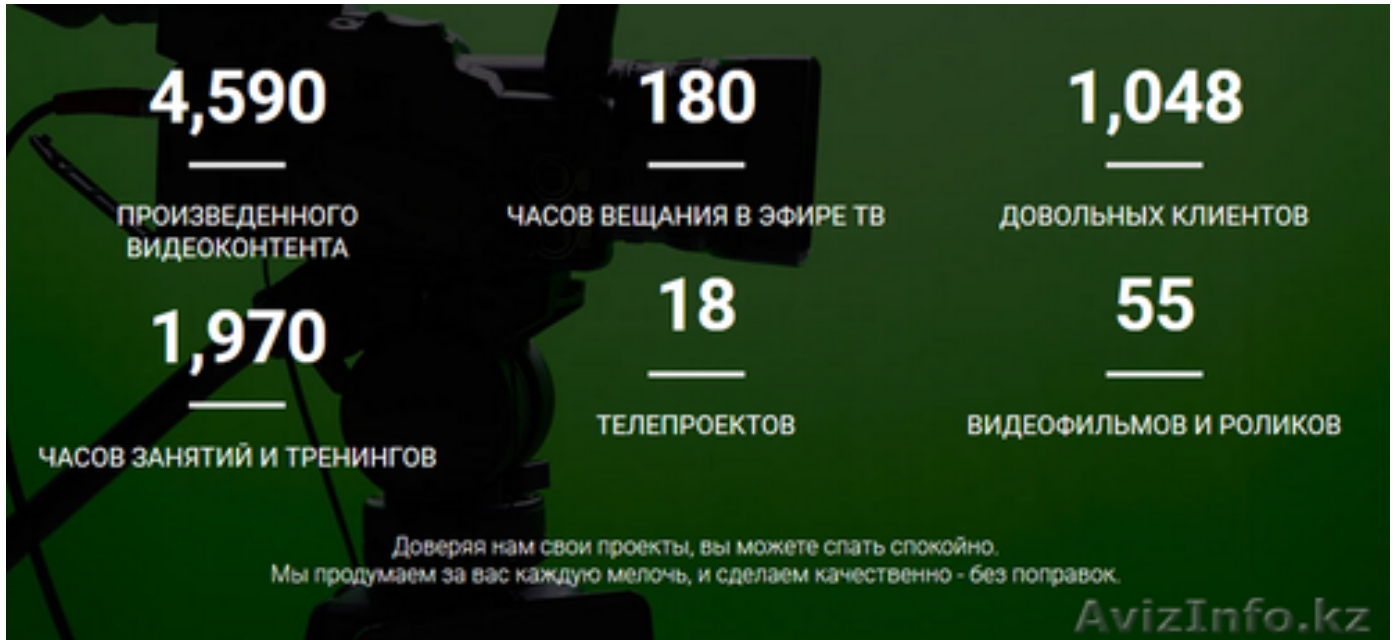 4,590
ПРОИЗВЕДЕННОГО
ВИДЕОКОНТЕНТА
180
ЧАСОВ ВЕЩАНИЯ В ЭФИРЕ ТВ
1,048
ДОВОЛЬНЫХ КЛИЕНТОВ
1,970
ЧАСОВ ЗАНЯТИЙ И ТРЕНИНГОВ
18
ТЕЛЕПРОЕКТОВ
55
ВИДЕОФИЛЬМОВ И РОЛИКОВ
Доверяя нам свои проекты, вы можете спать спокойно.
Мы продумаем за вас каждую мелочь, и сделаем качественно - без поправок.
AvizInfo.kz